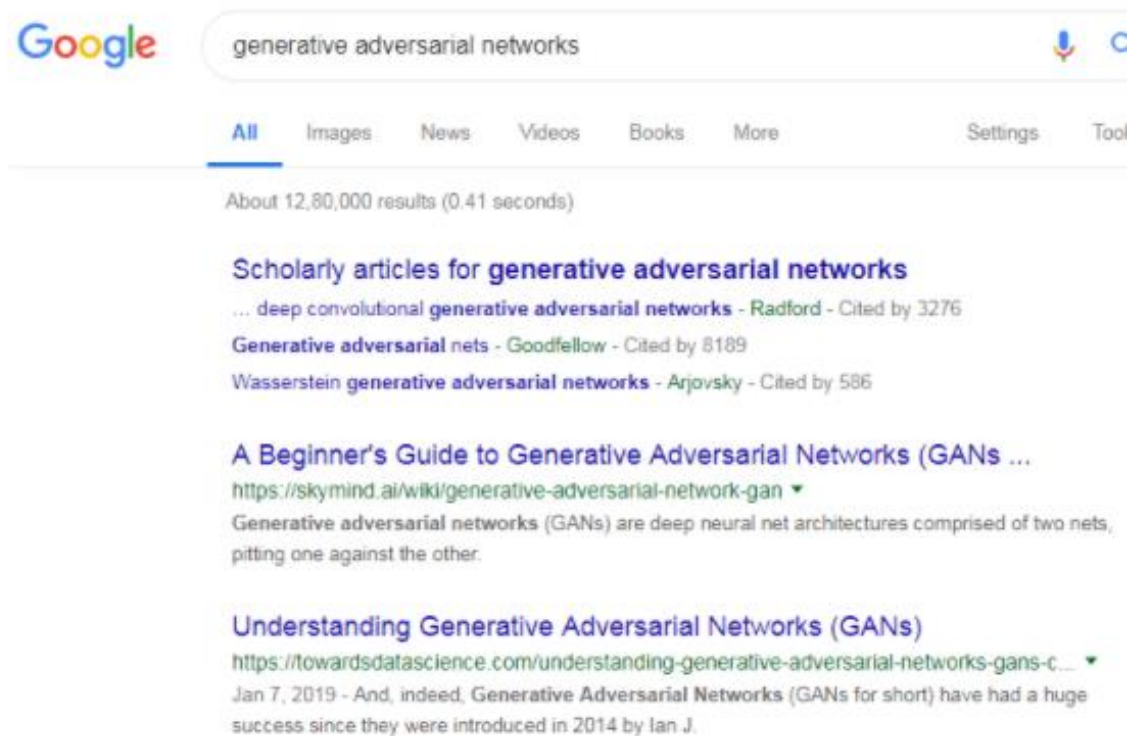 Google
generative adversarial networks
All Images News Videos Books More Settings Tool
About 12,80,000 results (0.41 seconds)
Scholarly articles for generative adversarial networks
... deep convolutional generative adversarial networks - Radford - Cited by 3276
Generative adversarial nets - Goodfellow - Cited by 8189
Wasserstein generative adversarial networks - Arjovsky - Cited by 586
A Beginner's Guide to Generative Adversarial Networks (GANs ...
https://skymind.ai/wiki/generative-adversarial-network-gan
Generative adversarial networks (GANs) are deep neural net architectures comprised of two nets,
pitting one against the other.
Understanding Generative Adversarial Networks (GANs)
https://towardsdatascience.com/understanding-generative-adversarial-networks-gans-c...
Jan 7, 2019 - And, indeed, Generative Adversarial Networks (GANs for short) have had a huge
success since they were introduced in 2014 by Ian J.